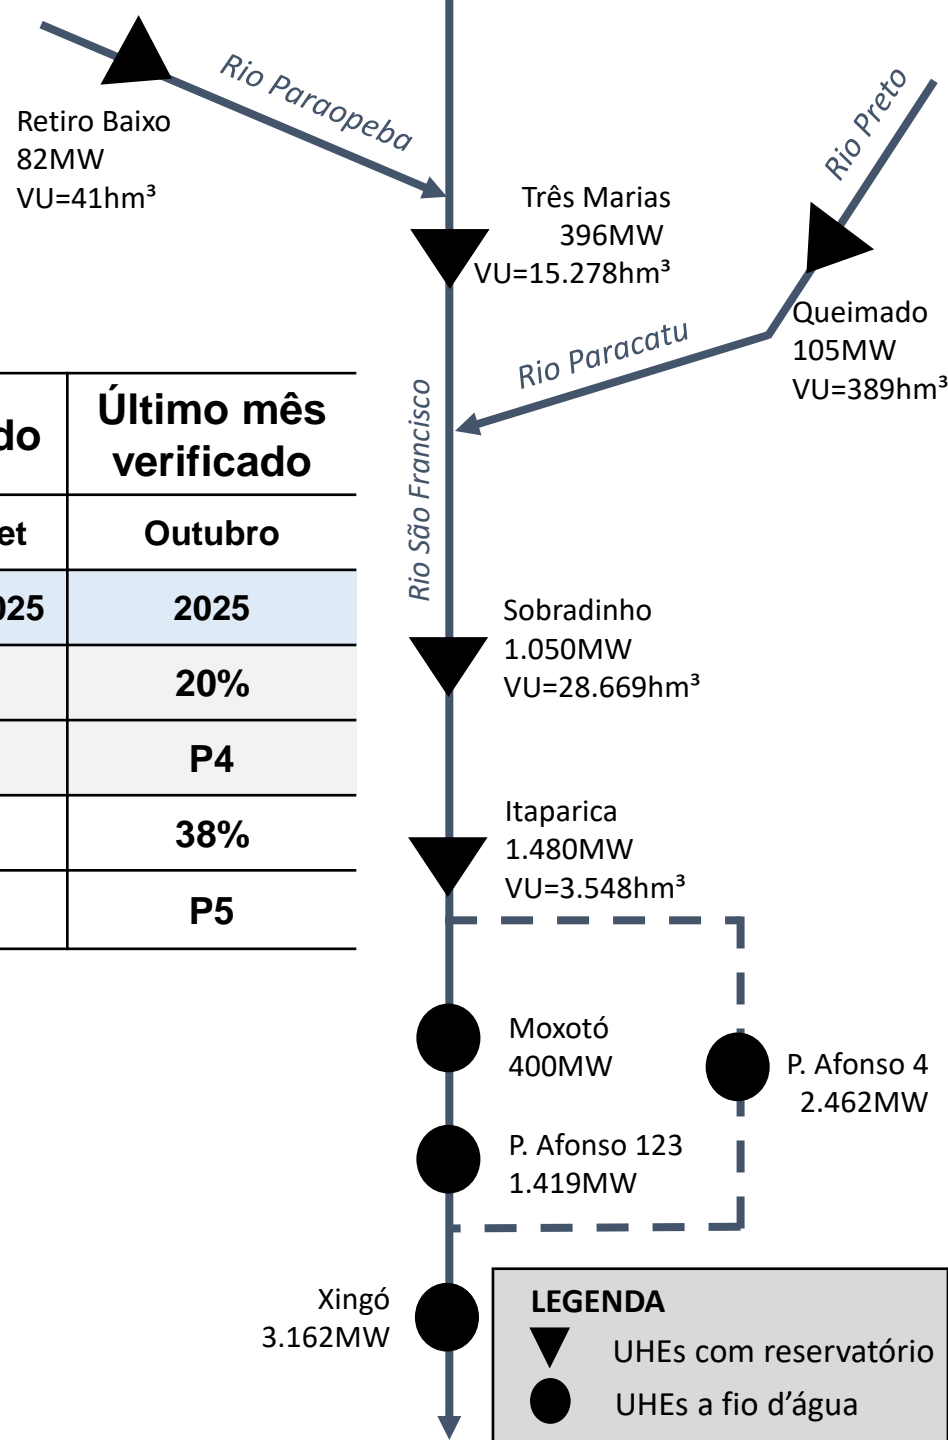 Rio Paraopeba
Retiro Baixo
82MW
VU=41hm³
Rio Preto
Três Marias
396MW
VU=15.278hm³
Queimado
105MW
VU=389hm³
Rio Paracatu
Rio São Francisco
do
Último mês
verificado
et
Outubro
025
2025
20%
P4
38%
P5
Sobradinho
1.050MW
VU=28.669hm³
Itaparica
1.480MW
VU=3.548hm³
Moxotó
400MW
P. Afonso 4
2.462MW
P. Afonso 123
1.419MW
Xingó
3.162MW
LEGENDA
UHEs com reservatório
UHEs a fio d'água